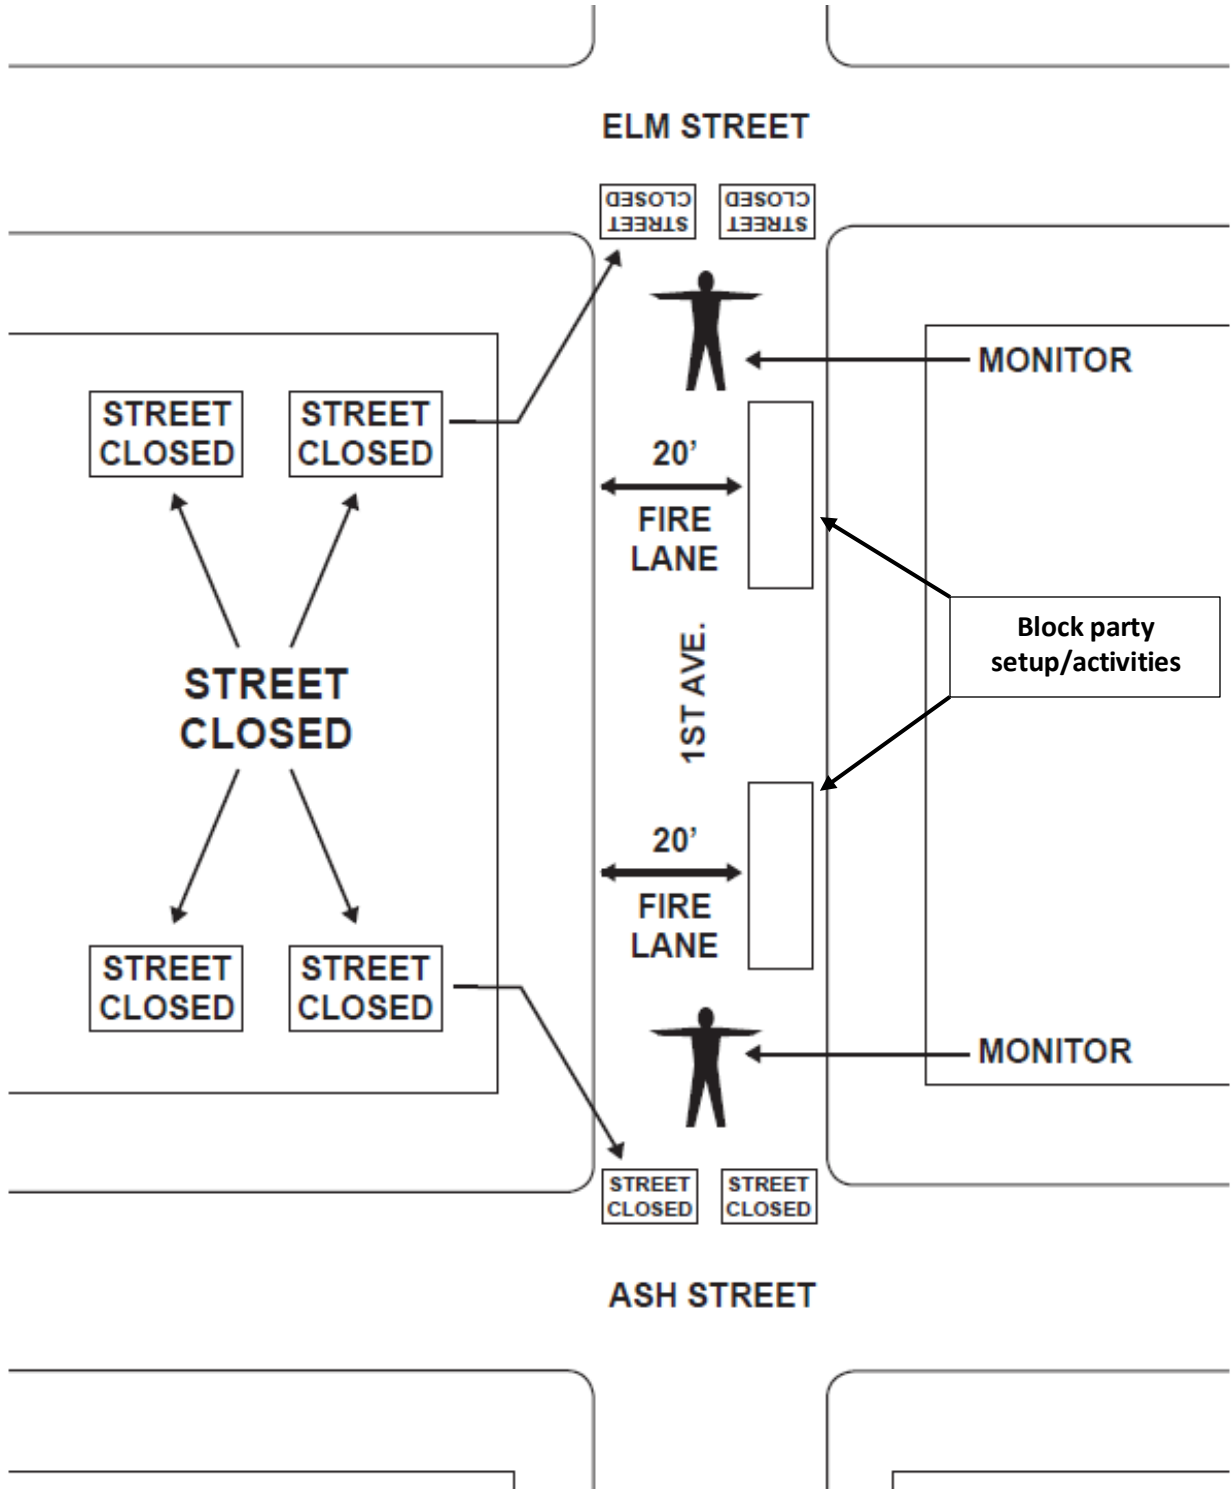 ELM STREET
STREET
CLOSED
STREET
CLOSED
MONITOR
STREET
CLOSED
STREET
CLOSED
20'
FIRE
LANE
Block party
setup/activities
1ST AVE.
STREET
CLOSED
20'
FIRE
LANE
STREET
CLOSED
STREET
CLOSED
MONITOR
STREET
CLOSED
STREET
CLOSED
ASH STREET